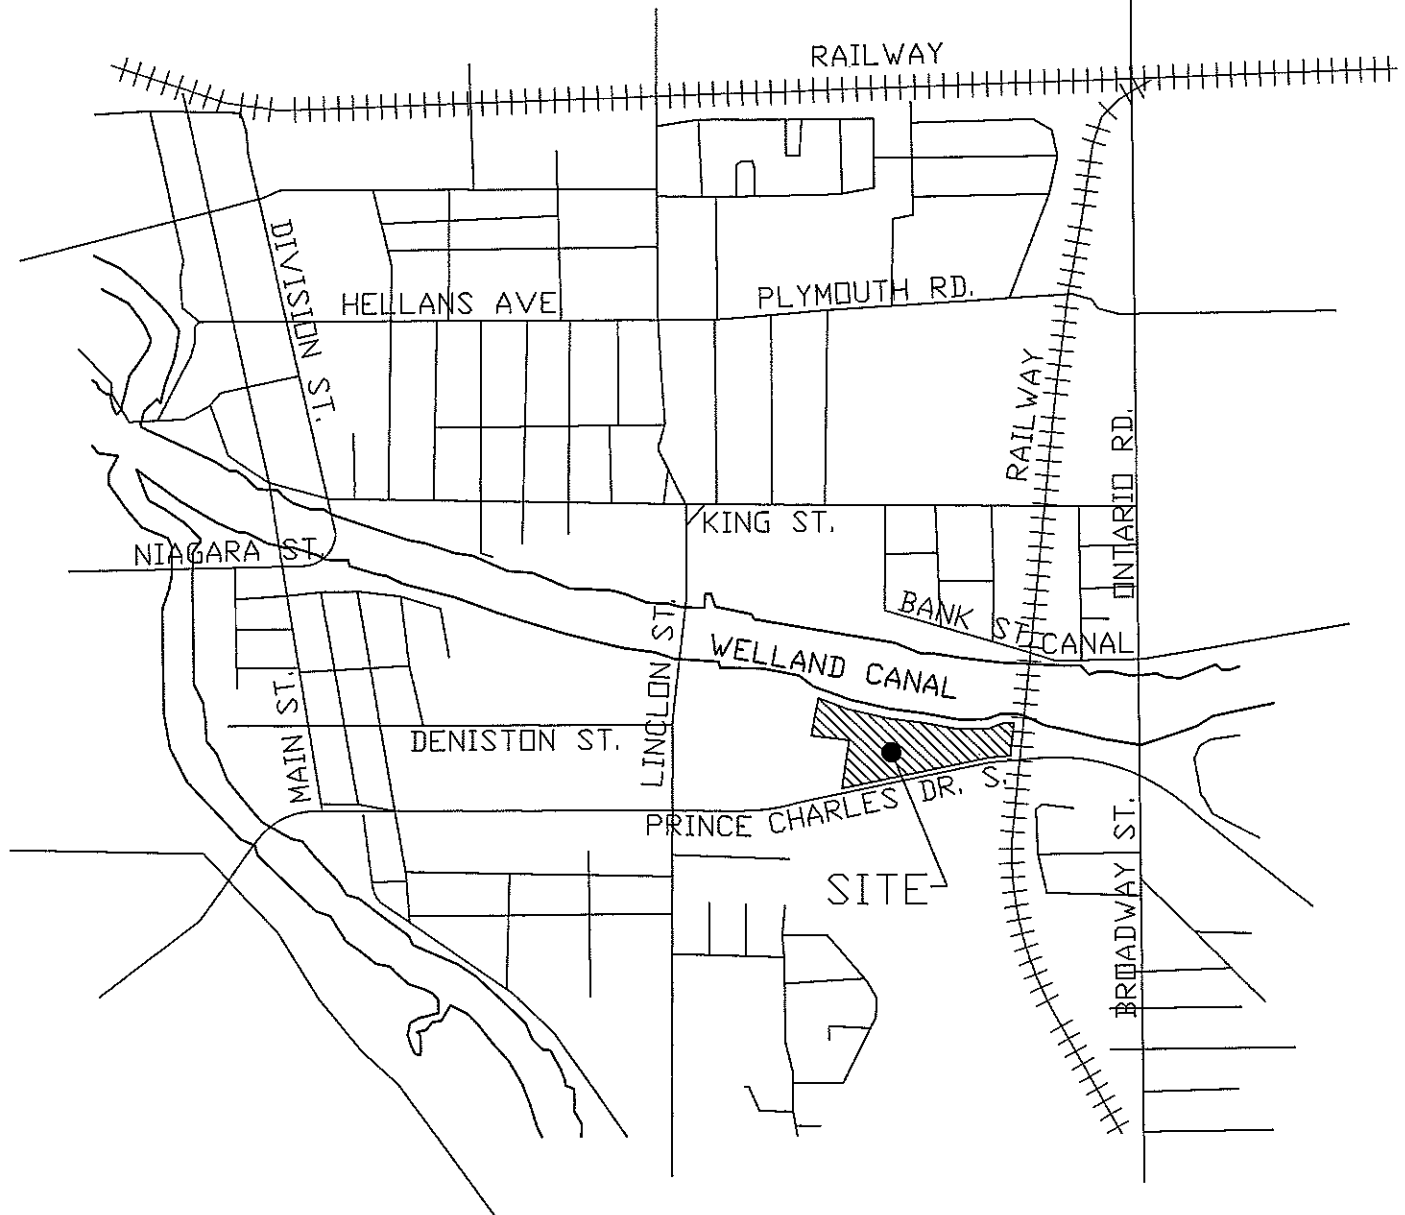 RAILWAY
DIVISION ST.
HELLANS AVE
PLYMOUTH RD.
RAILWAY
ONTARIO RD.
KING ST.
NIAGARA ST.
BANK ST. CANAL
WELLAND CANAL
LINCLON ST.
MAIN ST.
DENISTON ST.
PRINCE CHARLES DR. S.
SITE
BROADWAY ST.